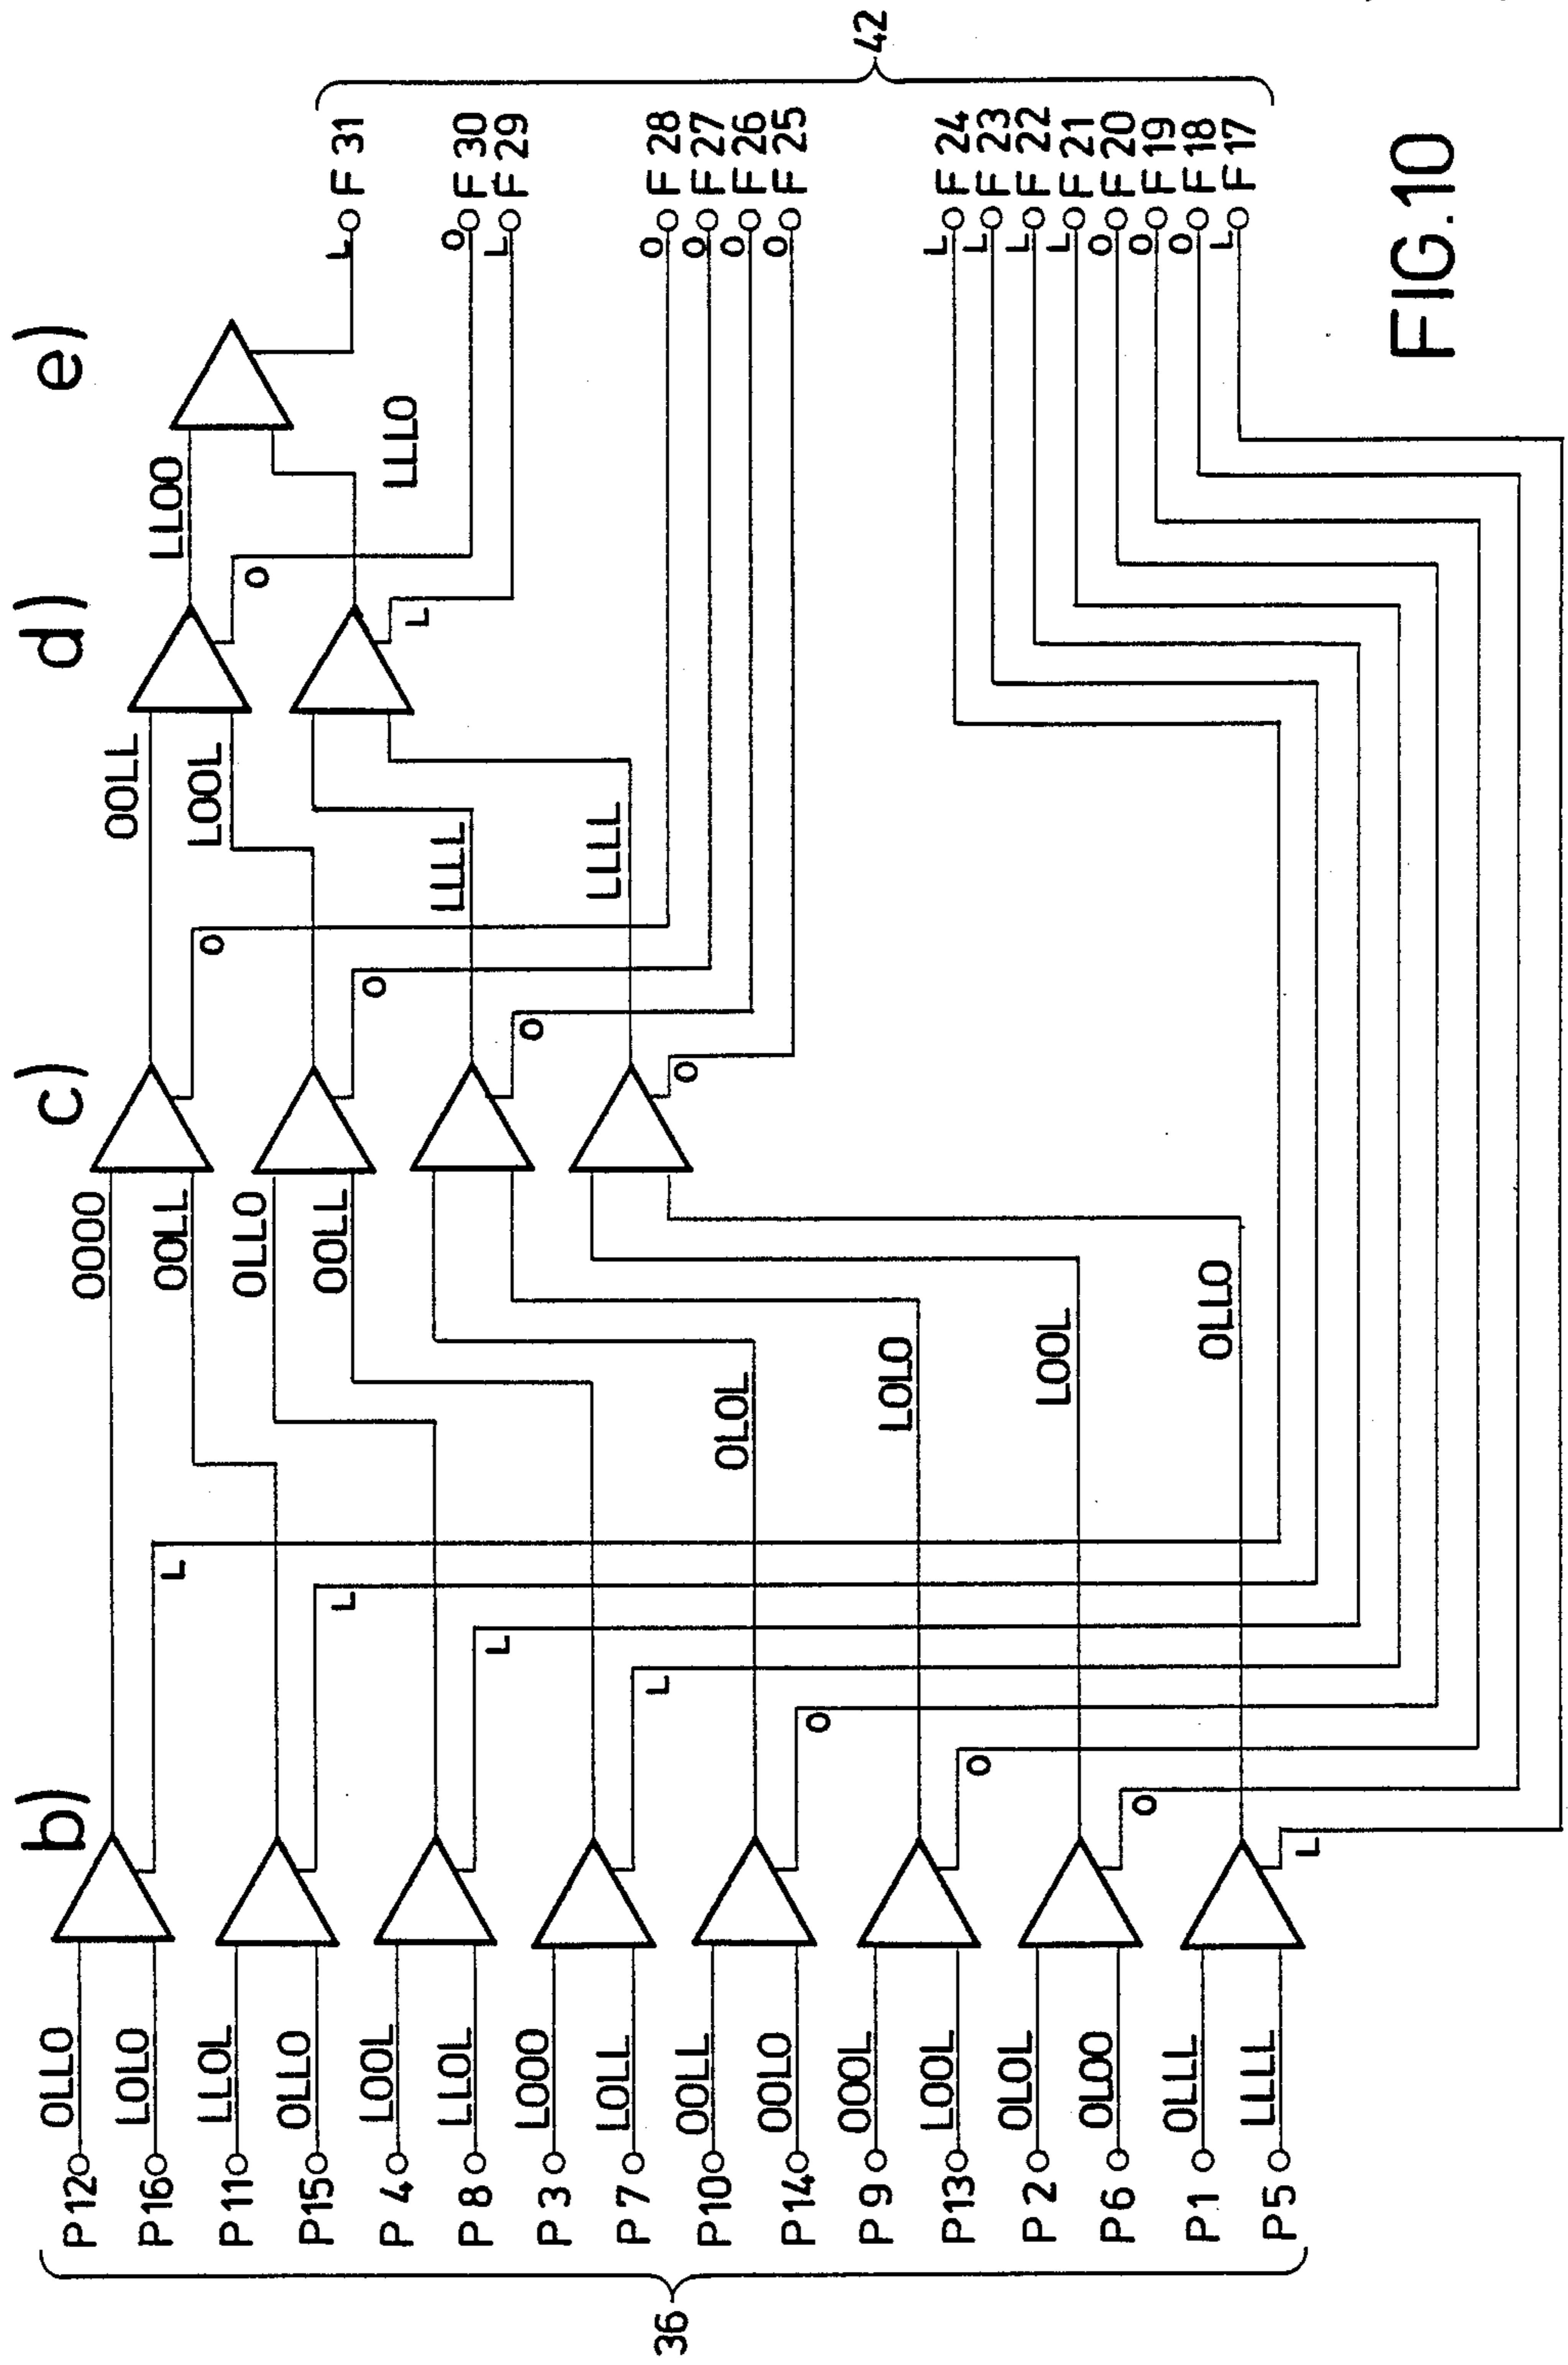 b)
c)
d)
e)
36
P12 OLLO
P16 LOLO
P11 LLOL
P15 OLLO
P 4 LOOL
P 8 LLOL
P 3 LOOO
P 7 LOLL
P10 OOLL
P14 OOLO
P 9 OOOL
P13 LOOL
P 2 OLOL
P 6 OLOO
P 1 OLLL
P 5 LLLL
L
L
L
L
O
O
O
L
OOOO
OOLL
OLLO
OOLL
OLOL
LOLO
LOOL
OLLO
O
O
O
O
OOLL
LOOL
LLLL
LLLL
O
L
LLOO
LLLO
L F 31
O F 30
L F 29
O F 28
O F 27
O F 26
O F 25
L F 24
L F 23
L F 22
L F 21
O F 20
O F 19
O F 18
L F 17
42
FIG.10